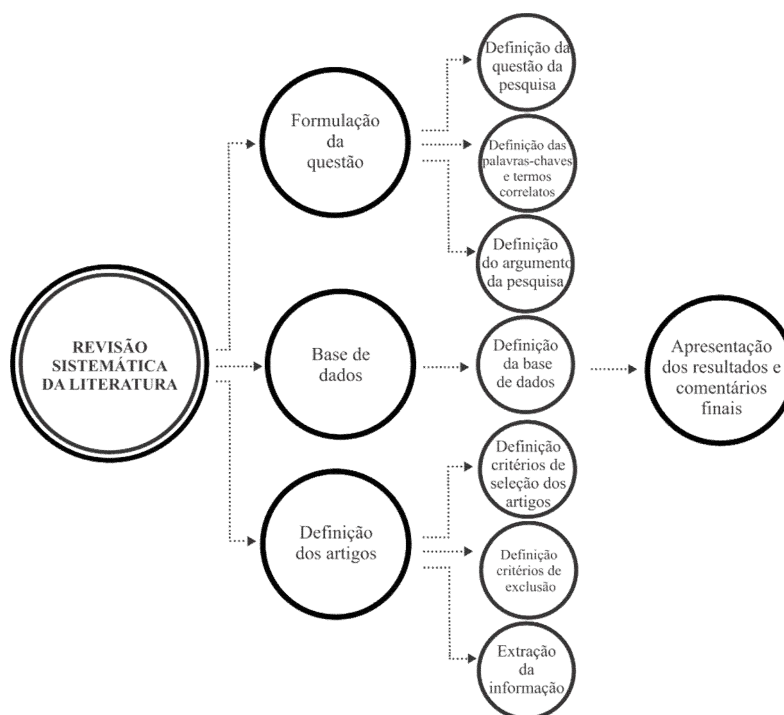 REVISÃO
SISTEMÁTICA
DA LITERATURA
Formulação
da
questão
Definição da
questão da
pesquisa
Definição das
palavras-chaves
e termos
correlatos
Definição
do argumento
da pesquisa
Base de
dados
Definição
da base
de dados
Definição
dos artigos
Definição
critérios de
seleção dos
artigos
Definição
critérios de
exclusão
Extração
da
informação
Apresentação
dos resultados e
comentários
finais